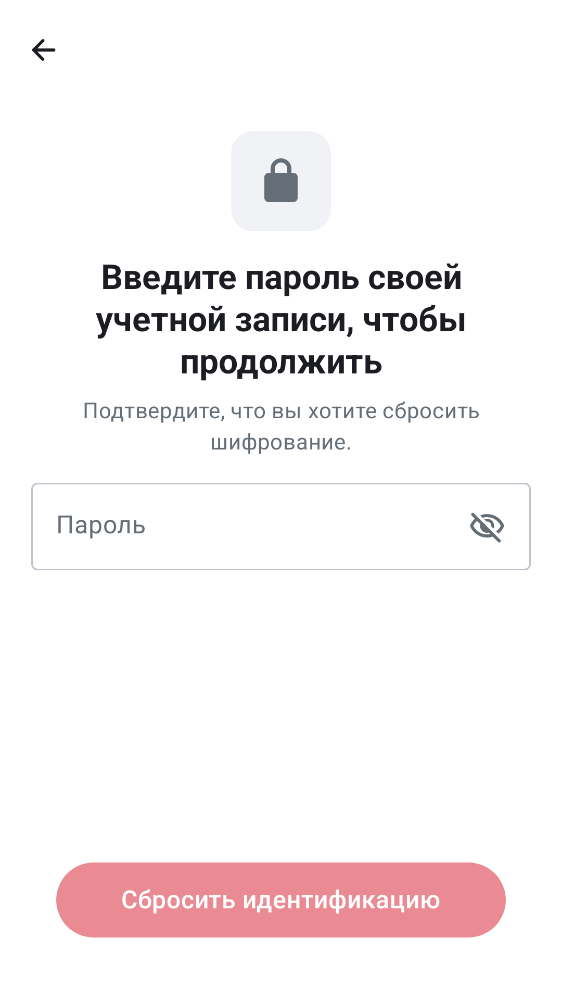 Введите пароль своей
учетной записи, чтобы
продолжить
Подтвердите, что вы хотите сбросить
шифрование.
Пароль
Сбросить идентификацию